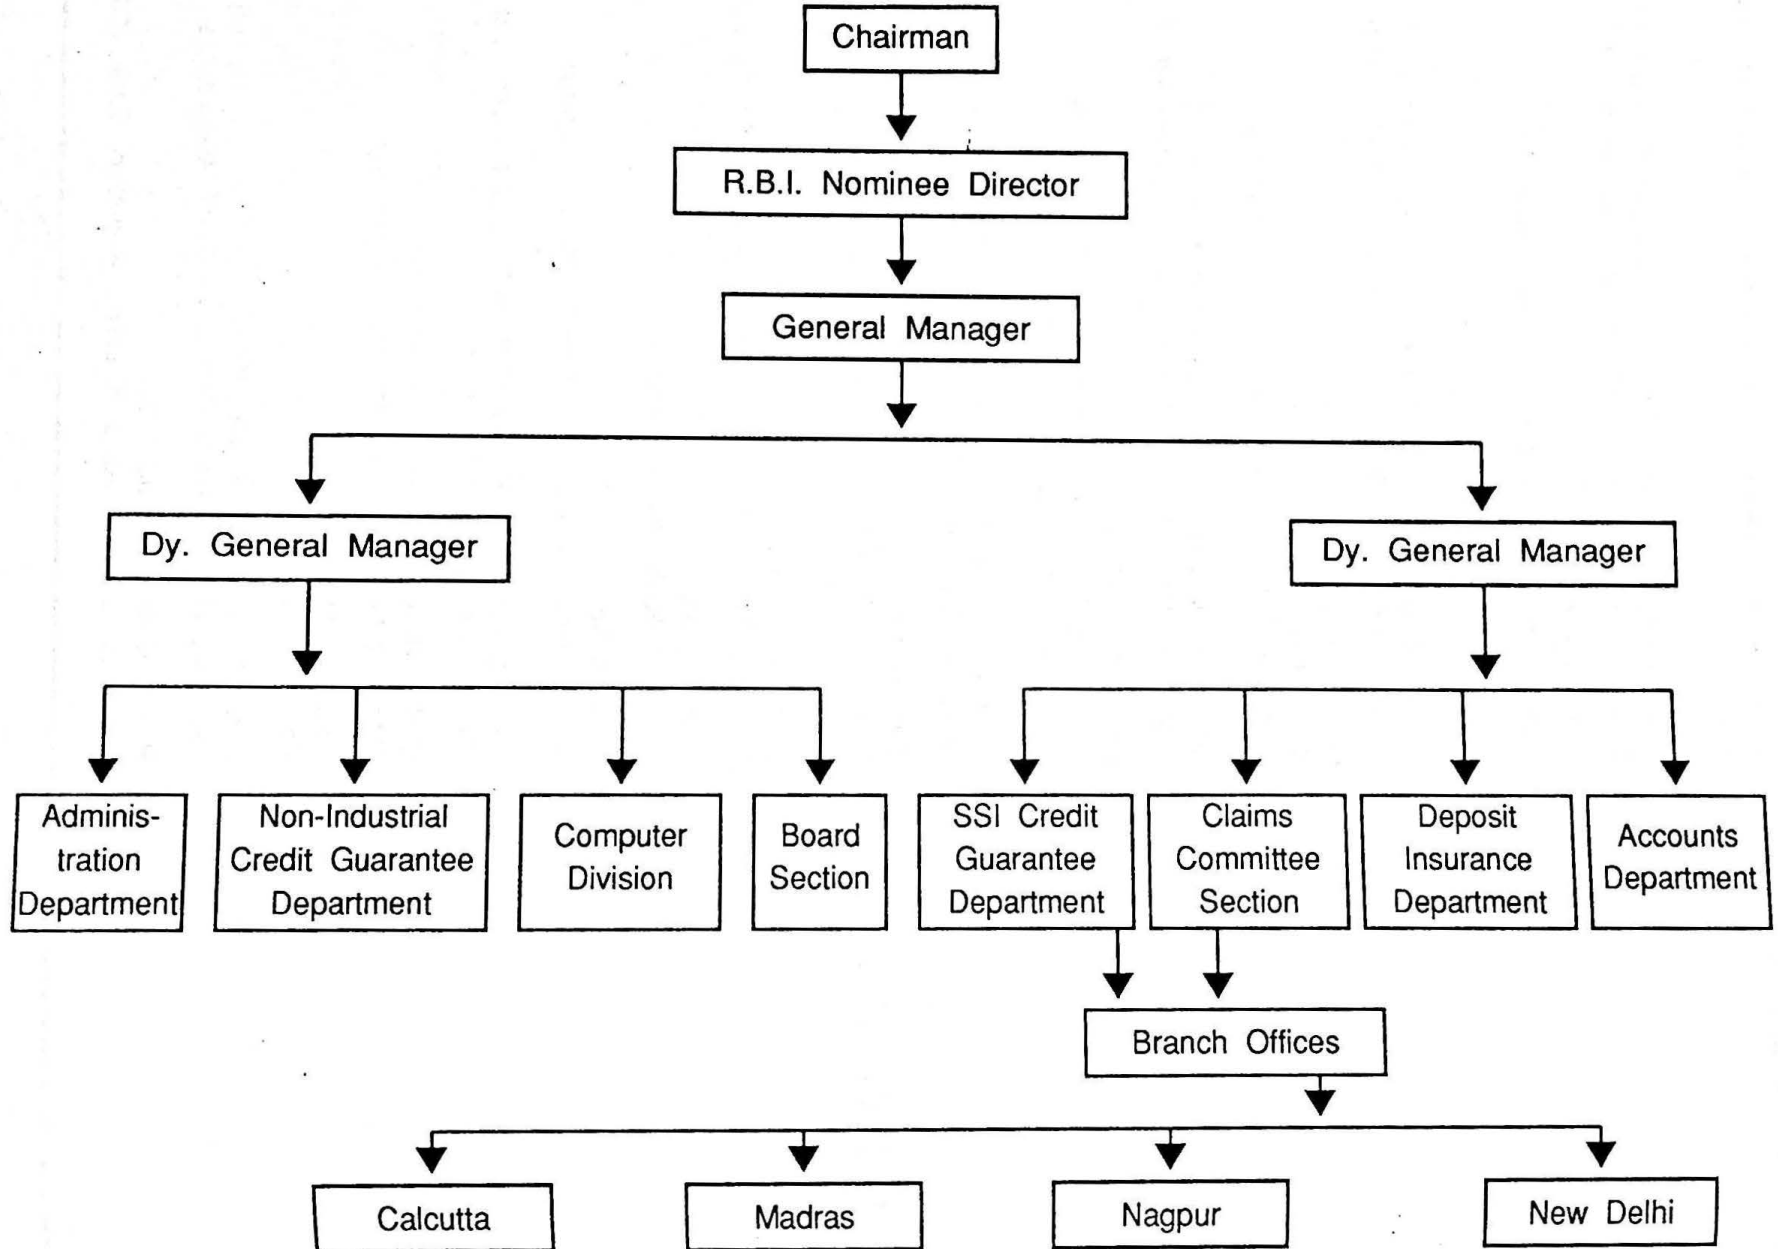 Chairman
R.B.I. Nominee Director
General Manager
Dy. General Manager
Dy. General Manager
Adminis-
tration
Department
Non-Industrial
Credit Guarantee
Department
Computer
Division
Board
Section
SSI Credit
Guarantee
Department
Claims
Committee
Section
Deposit
Insurance
Department
Accounts
Department
Branch Offices
Calcutta
Madras
Nagpur
New Delhi